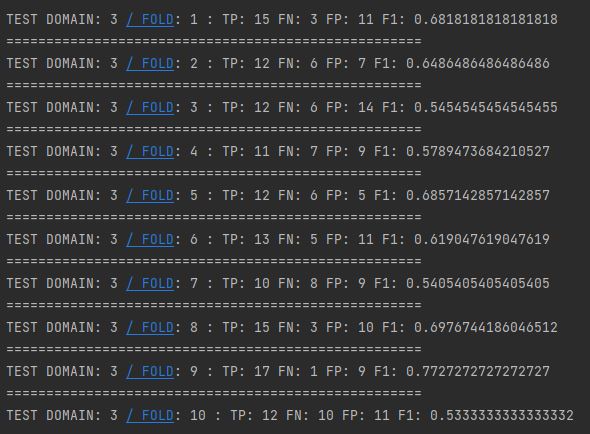 TEST DOMAIN: 3 / FOLD: 1 : TP: 15 FN: 3 FP: 11 F1: 0.6818181818181818
====================================================
TEST DOMAIN: 3 / FOLD: 2 : TP: 12 FN: 6 FP: 7 F1: 0.6486486486486486
====================================================
TEST DOMAIN: 3 / FOLD: 3 : TP: 12 FN: 6 FP: 14 F1: 0.5454545454545455
====================================================
TEST DOMAIN: 3 / FOLD: 4 : TP: 11 FN: 7 FP: 9 F1: 0.5789473684210527
====================================================
TEST DOMAIN: 3 / FOLD: 5 : TP: 12 FN: 6 FP: 5 F1: 0.6857142857142857
====================================================
TEST DOMAIN: 3 / FOLD: 6 : TP: 13 FN: 5 FP: 11 F1: 0.619047619047619
====================================================
TEST DOMAIN: 3 / FOLD: 7 : TP: 10 FN: 8 FP: 9 F1: 0.5405405405405405
====================================================
TEST DOMAIN: 3 / FOLD: 8 : TP: 15 FN: 3 FP: 10 F1: 0.6976744186046512
====================================================
TEST DOMAIN: 3 / FOLD: 9 : TP: 17 FN: 1 FP: 9 F1: 0.7727272727272727
====================================================
TEST DOMAIN: 3 / FOLD: 10 : TP: 12 FN: 10 FP: 11 F1: 0.5333333333333332